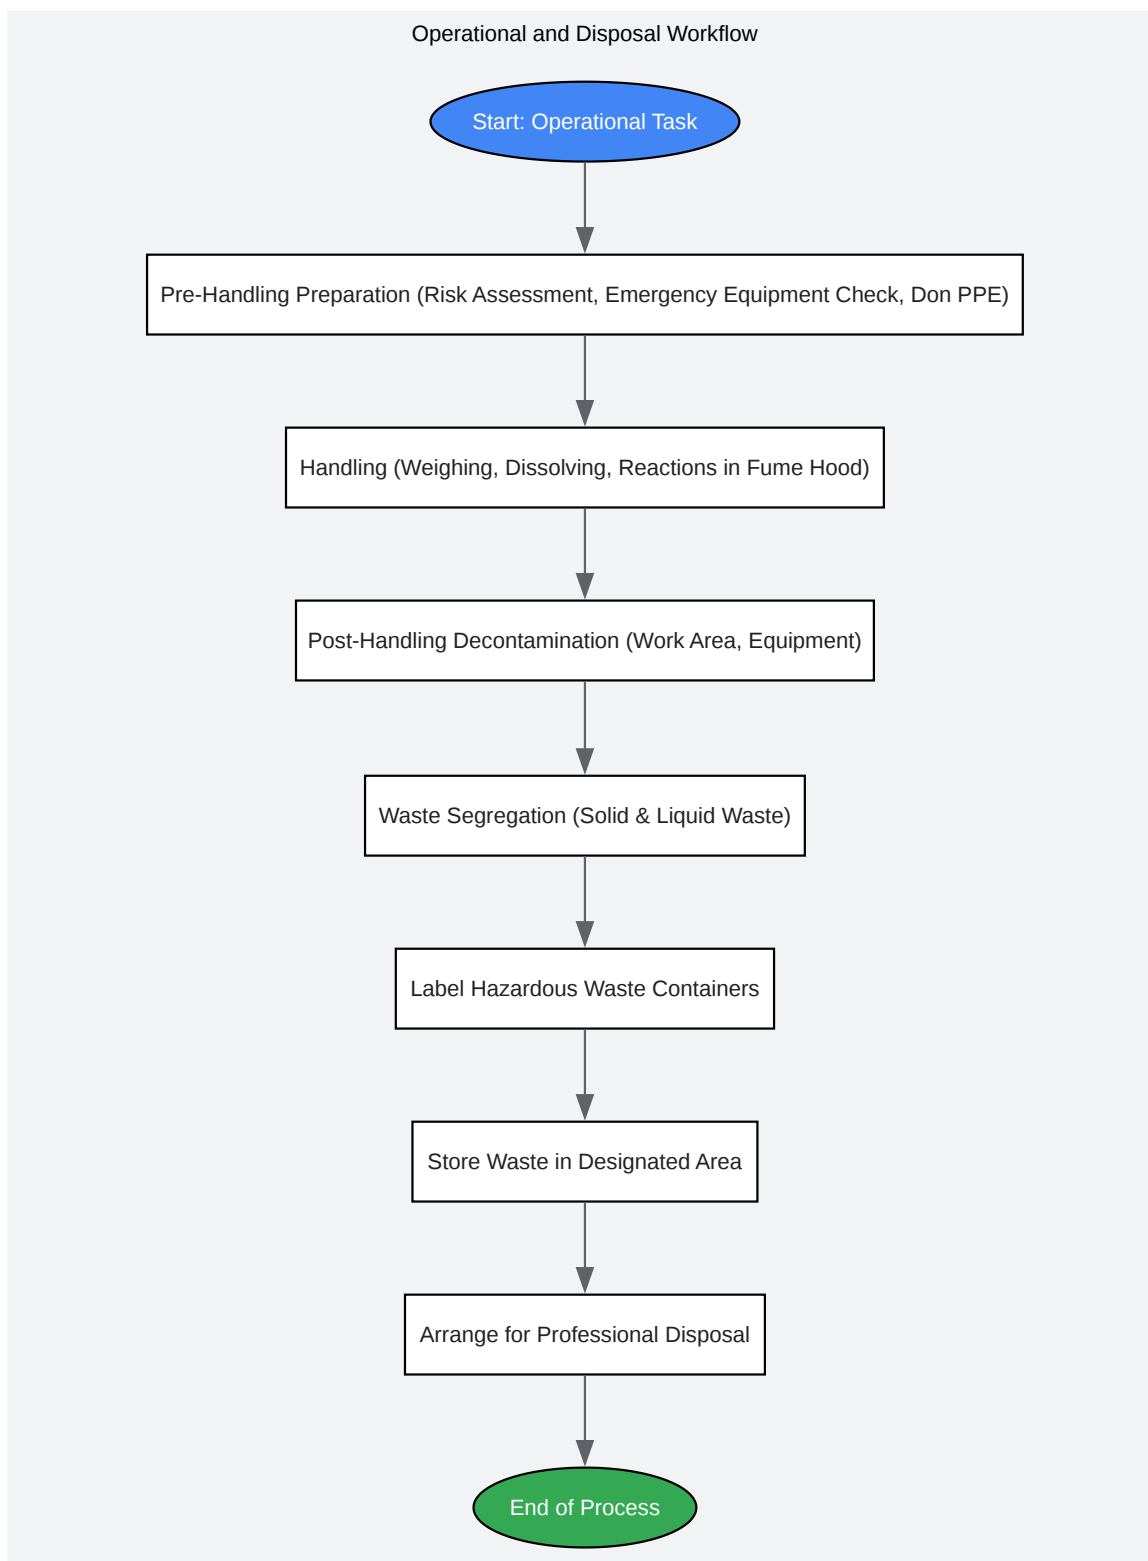 Operational and Disposal Workflow
Start: Operational Task
Pre-Handling Preparation (Risk Assessment, Emergency Equipment Check, Don PPE)
Handling (Weighing, Dissolving, Reactions in Fume Hood)
Post-Handling Decontamination (Work Area, Equipment)
Waste Segregation (Solid & Liquid Waste)
Label Hazardous Waste Containers
Store Waste in Designated Area
Arrange for Professional Disposal
End of Process